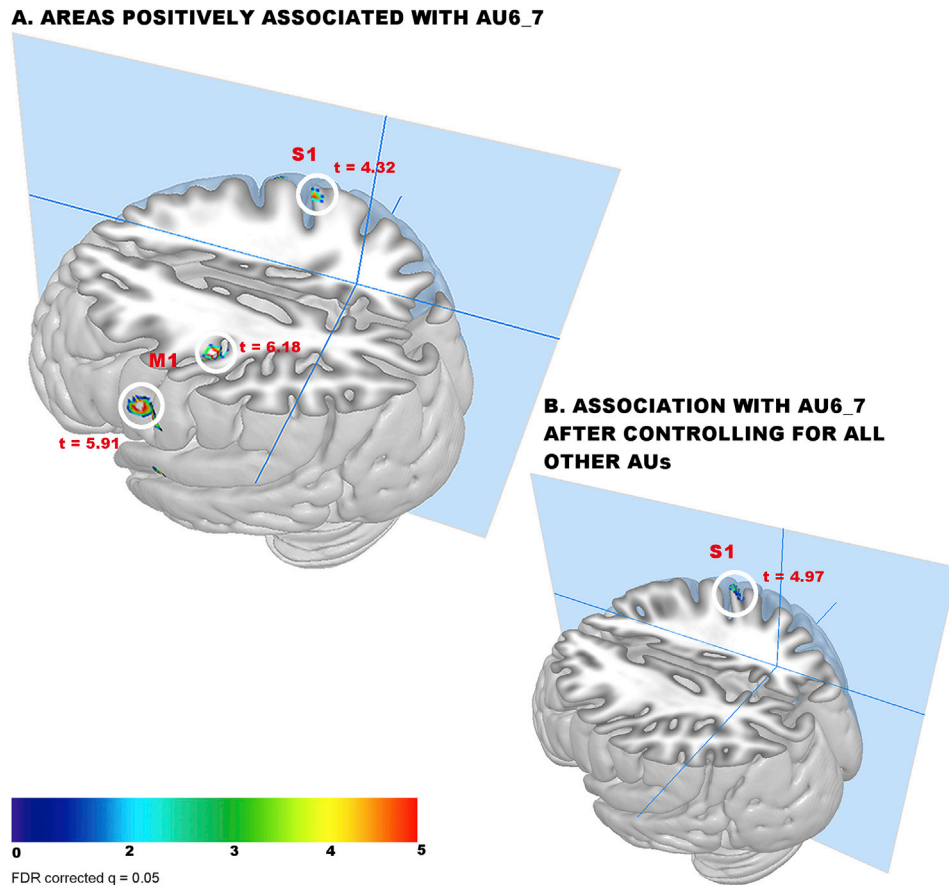 A. AREAS POSITIVELY ASSOCIATED WITH AU6_7
S1
t = 4.32
M1
t = 6.18
t = 5.91
B. ASSOCIATION WITH AU6_7
AFTER CONTROLLING FOR ALL
OTHER AUs
S1
t = 4.97
0 2 3 4 5
FDR corrected q = 0.05